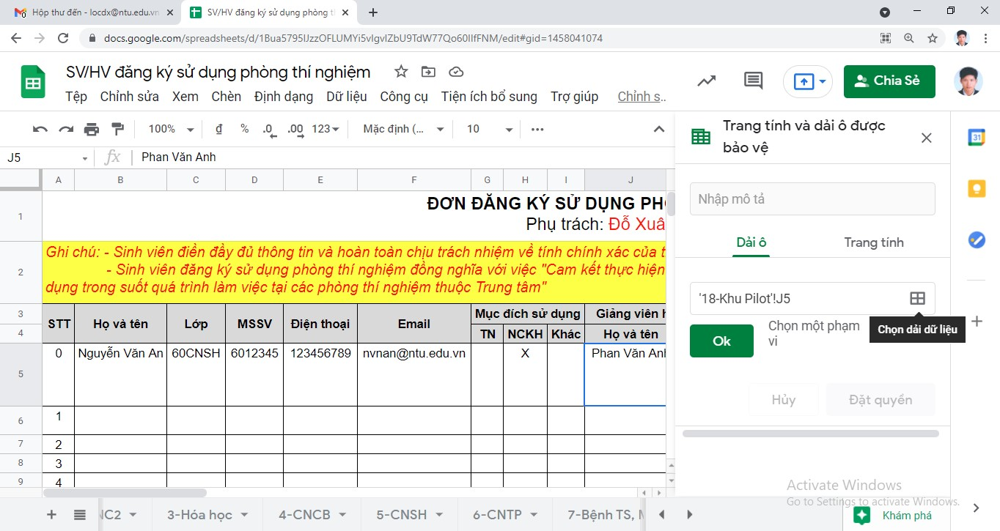 Hộp thư đến - locdx@ntu.edu.vn
SV/HV đăng ký sử dụng phòng t
docs.google.com/spreadsheets/d/1Bua5795IJzzOFLUMYi5vIgvIZbU9TdW77Qo60IIfFNM/edit#gid=1458041074
SV/HV đăng ký sử dụng phòng thí nghiệm
Tệp Chỉnh sửa Xem Chèn Định dạng Dữ liệu Công cụ Tiện ích bổ sung Trợ giúp Chỉnh s..
Chia Sẻ
100% đ % .0 .00 123 Mặc định (... 10
J5 fx Phan Văn Anh
A B C D E F G H I J
1 ĐƠN ĐĂNG KÝ SỬ DỤNG PH
Phụ trách: Đỗ Xuâ
2 Ghi chú: - Sinh viên điền đầy đủ thông tin và hoàn toàn chịu trách nhiệm về tính chính xác của t
- Sinh viên đăng ký sử dụng phòng thí nghiệm đồng nghĩa với việc "Cam kết thực hiện
dụng trong suốt quá trình làm việc tại các phòng thí nghiệm thuộc Trung tâm"
3 STT Họ và tên Lớp MSSV Điện thoại Email Mục đích sử dụng Giảng viên h
4 TN NCKH Khác Họ và tên
5 0 Nguyễn Văn An 60CNSH 6012345 123456789 nvnan@ntu.edu.vn X Phan Văn Anh
6 1
7 2
8 3
9 4
Trang tính và dải ô được
bảo vệ
Nhập mô tả
Dải ô Trang tính
'18-Khu Pilot'!J5
Ok
Chọn một phạm
vi
Chọn dải dữ liệu
Hủy Đặt quyền
31
Activate Windows
Go to Settings to activate Windows.
NC2 3-Hóa học 4-CNCB 5-CNSH 6-CNTP 7-Bệnh TS, Khám phá